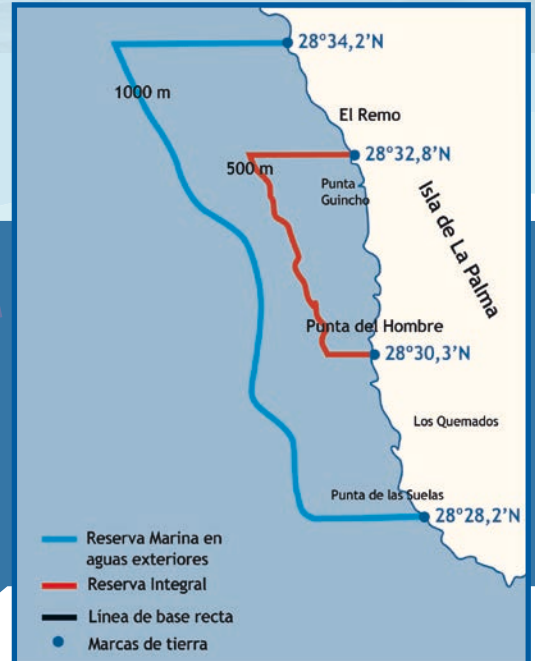 28°34,2'N
1000 m
El Remo
28°32,8'N
500 m
Punta
Guincho
Isla de La Palma
Punta del Hombre
28°30,3'N
Los Quemados
Punta de las Suelas
28°28,2'N
Reserva Marina en
aguas exteriores
Reserva Integral
Línea de base recta
Marcas de tierra